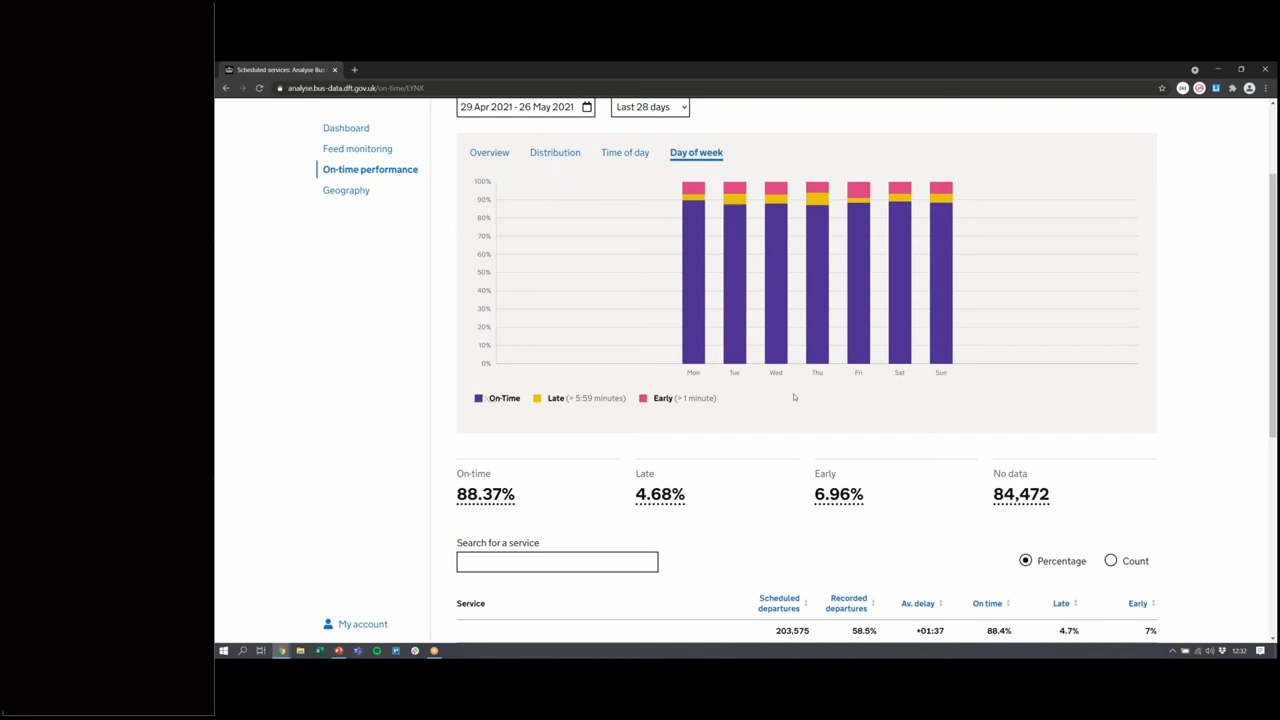 Scheduled services: Analyse Bus
analyse.bus-data.dft.gov.uk/on-time/LYNX
29 Apr 2021 - 26 May 2021
Last 28 days
Dashboard
Feed monitoring
On-time performance
Geography
Overview
Distribution
Time of day
Day of week
100%
90%
80%
70%
60%
50%
40%
30%
20%
10%
0%
Mon Tue Wed Thu Fri Sat Sun
On-Time
Late (> 5:59 minutes)
Early (> 1 minute)
On-time
88.37%
Late
4.68%
Early
6.96%
No data
84,472
Search for a service
Percentage
Count
Service
Scheduled
departures
Recorded
departures
Av. delay
On time
Late
Early
203,575 58.5% +01:37 88.4% 4.7% 7%
My account
12:32